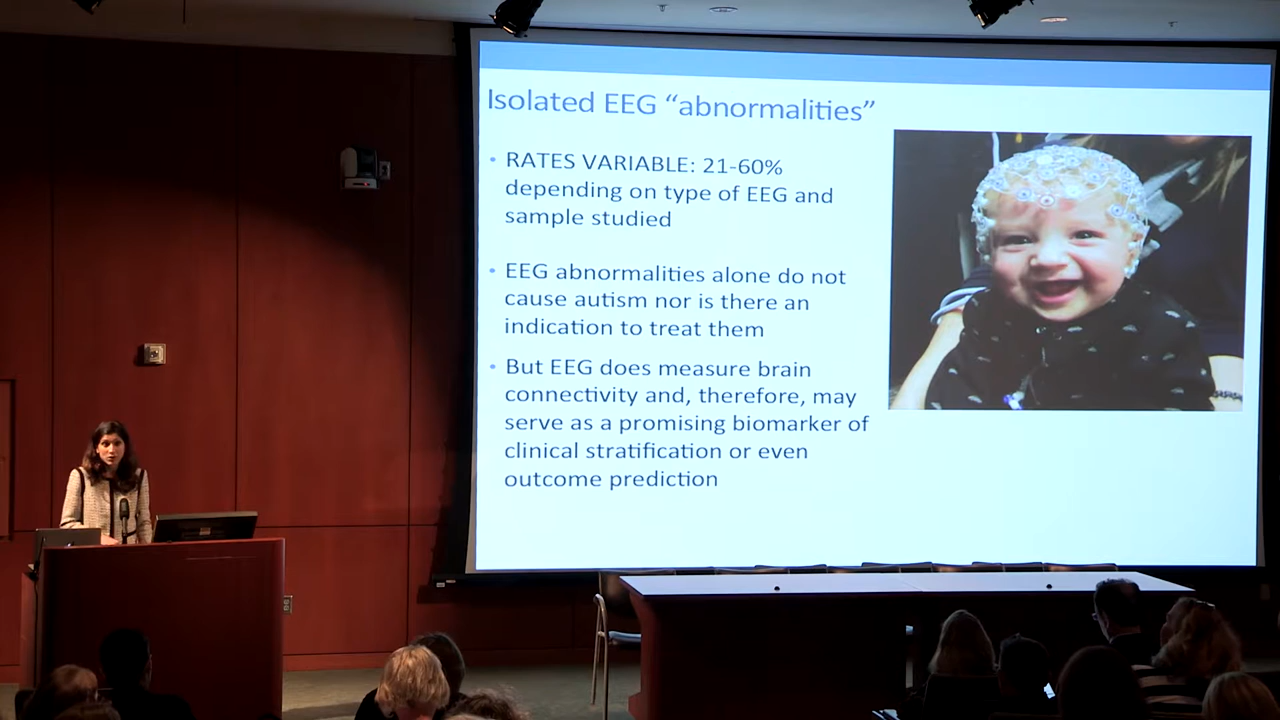 Isolated EEG “abnormalities”
• RATES VARIABLE: 21-60%
depending on type of EEG and
sample studied
• EEG abnormalities alone do not
cause autism nor is there an
indication to treat them
• But EEG does measure brain
connectivity and, therefore, may
serve as a promising biomarker of
clinical stratification or even
outcome prediction